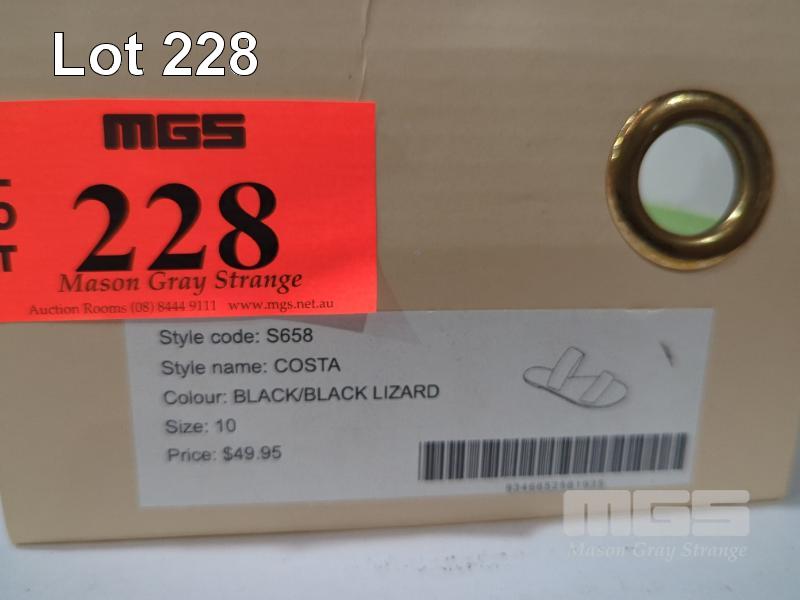 Lot 228
MGS
228
Mason Gray Strange
Auction Rooms (08) 8444 9111 www.mgs.net.au
Style code: S658
Style name: COSTA
Colour: BLACK/BLACK LIZARD
Size: 10
Price: $49.95
MGS
Mason Gray Strange